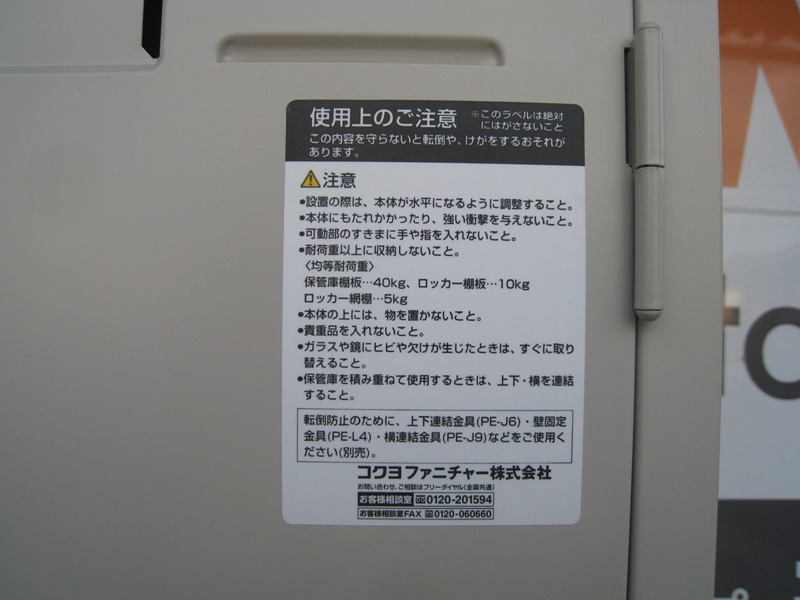 使用上のご注意
※このラベルは絶対
にはがさないこと
この内容を守らないと転倒や、けがをするおそれが
あります。
注意
●設置の際は、本体が水平になるように調整すること。
●本体にもたれかかったり、強い衝撃を与えないこと。
●可動部のすきまに手や指を入れないこと。
●耐荷重以上に収納しないこと。
〈均等耐荷重〉
保管庫棚板…40kg、ロッカー棚板…10kg
ロッカー網棚…5kg
●本体の上には、物を置かないこと。
●貴重品を入れないこと。
●ガラスや鏡にヒビや欠けが生じたときは、すぐに取り
替えること。
●保管庫を積み重ねて使用するときは、上下・横を連結
すること。
転倒防止のために、上下連結金具(PE-J6)・壁固定
金具(PE-L4)・横連結金具(PE-J9)などをご使用く
ださい(別売)。
コクヨファニチャー株式会社
お問い合わせ、ご相談はフリーダイヤル(全国共通)
お客様相談室 0120-201594
お客様相談室FAX 0120-060660